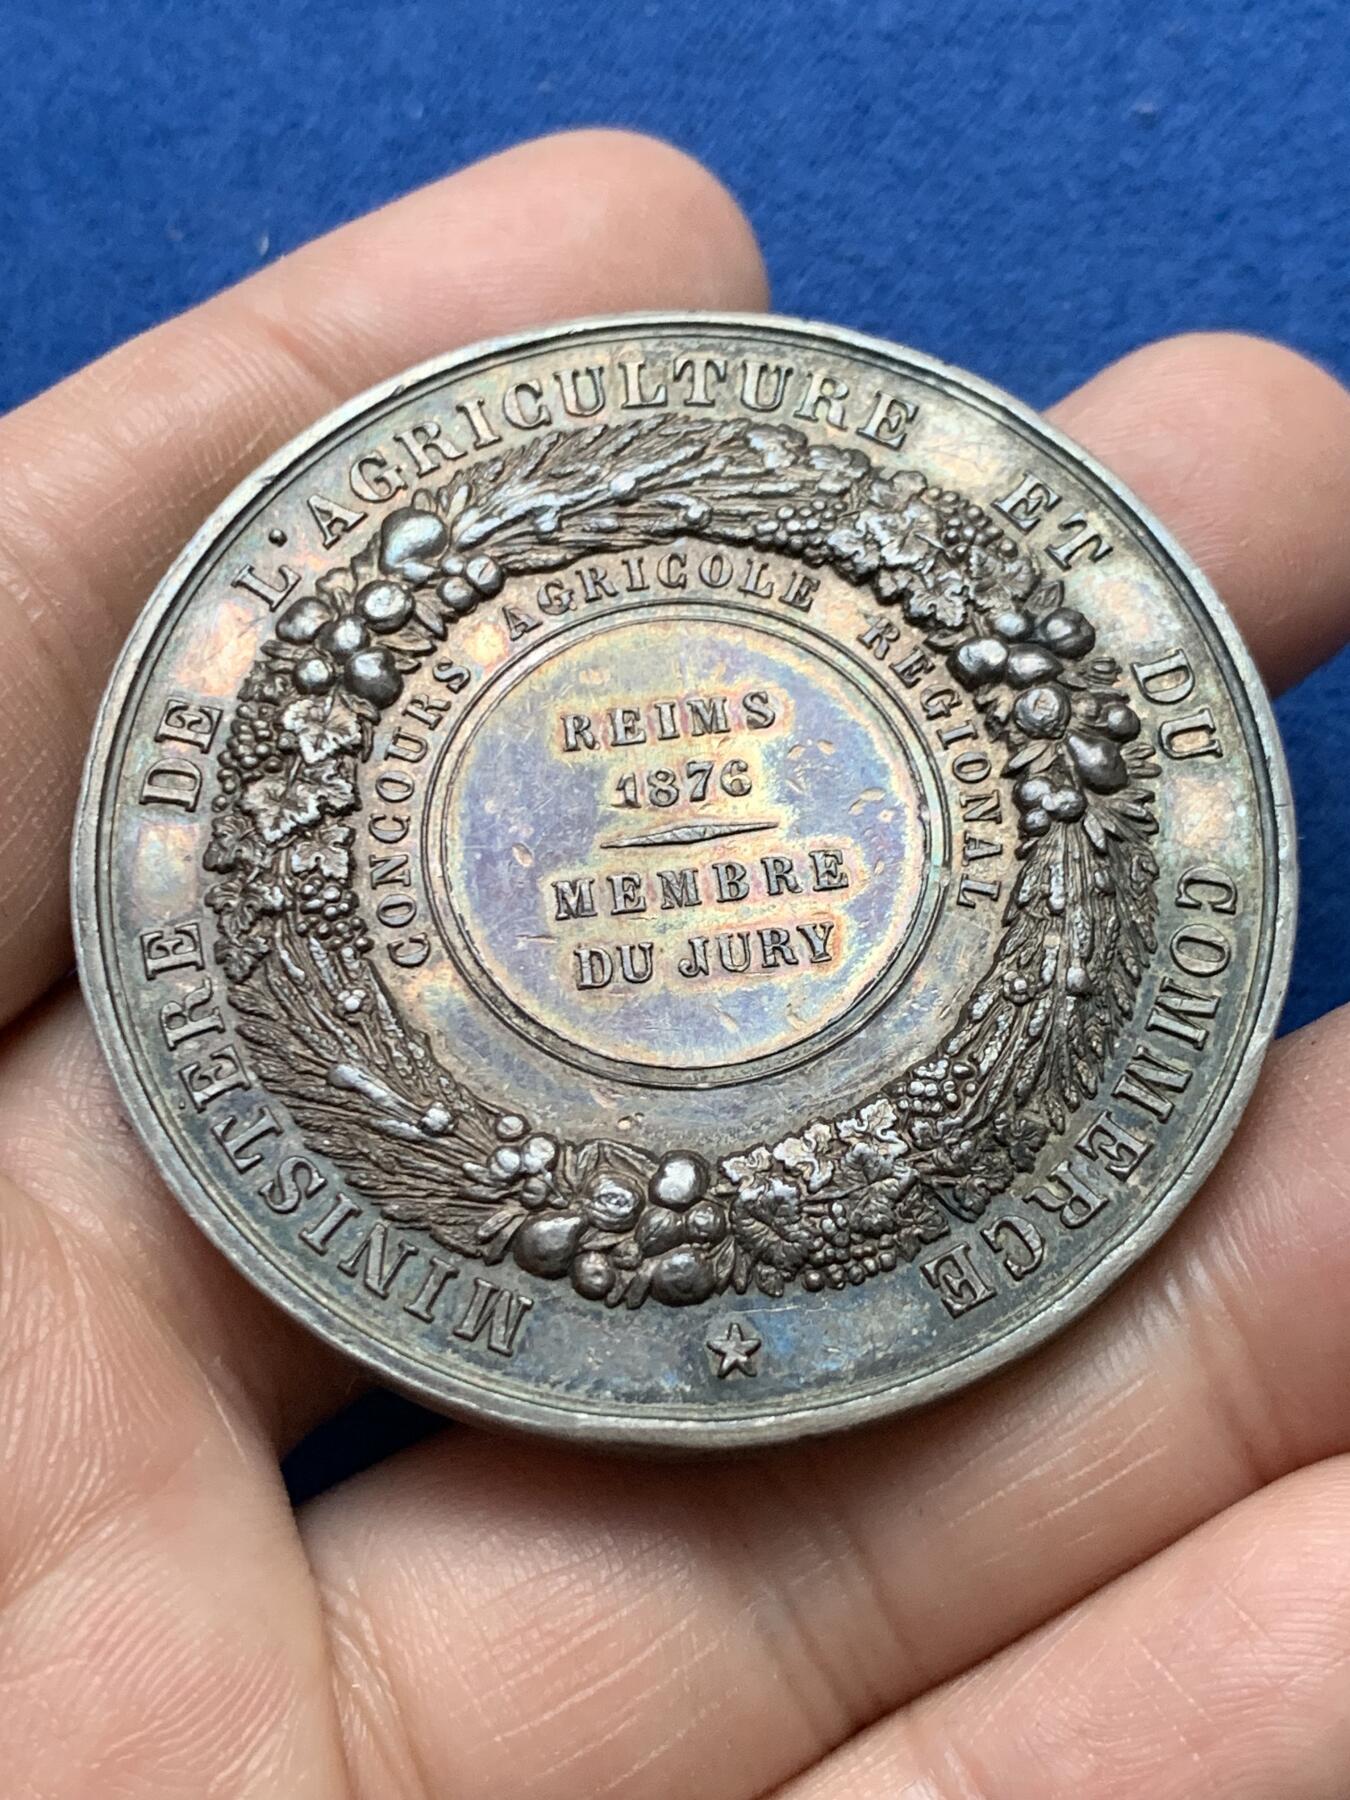 MINISTERE DE L'AGRICULTURE ET DU COMMERCE
CONCOURS AGRICOLE REGIONAL
REIMS
1876
MEMBRE
DU JURY